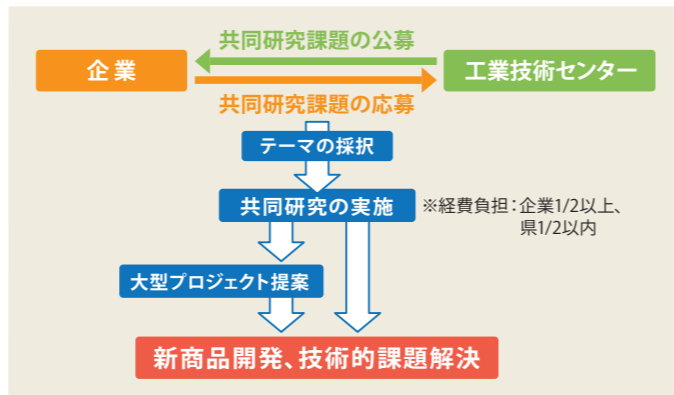 共同研究課題の公募
企業
工業技術センター
共同研究課題の応募
テーマの採択
共同研究の実施
※経費負担：企業1/2以上、
県1/2以内
大型プロジェクト提案
新商品開発、技術的課題解決